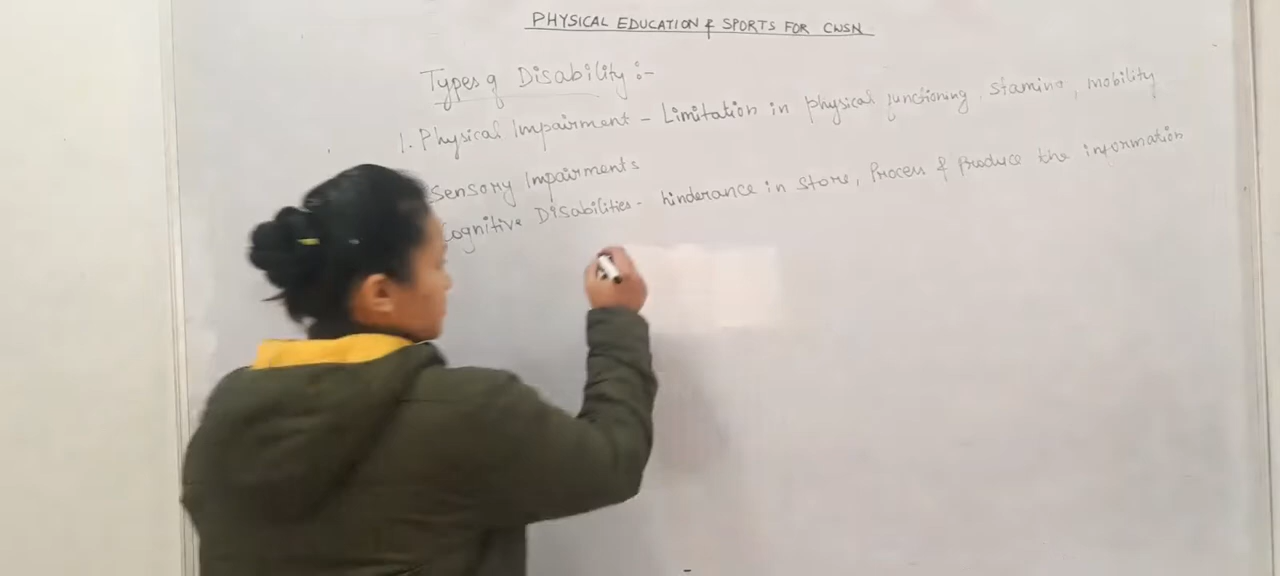 PHYSICAL EDUCATION & SPORTS FOR CWSN
Types of Disability :-
1. Physical Impairment - Limitation in physical functioning, stamina, mobility
Sensory Impairments
Cognitive Disabilities - hinderance in store, Process & Produce the information